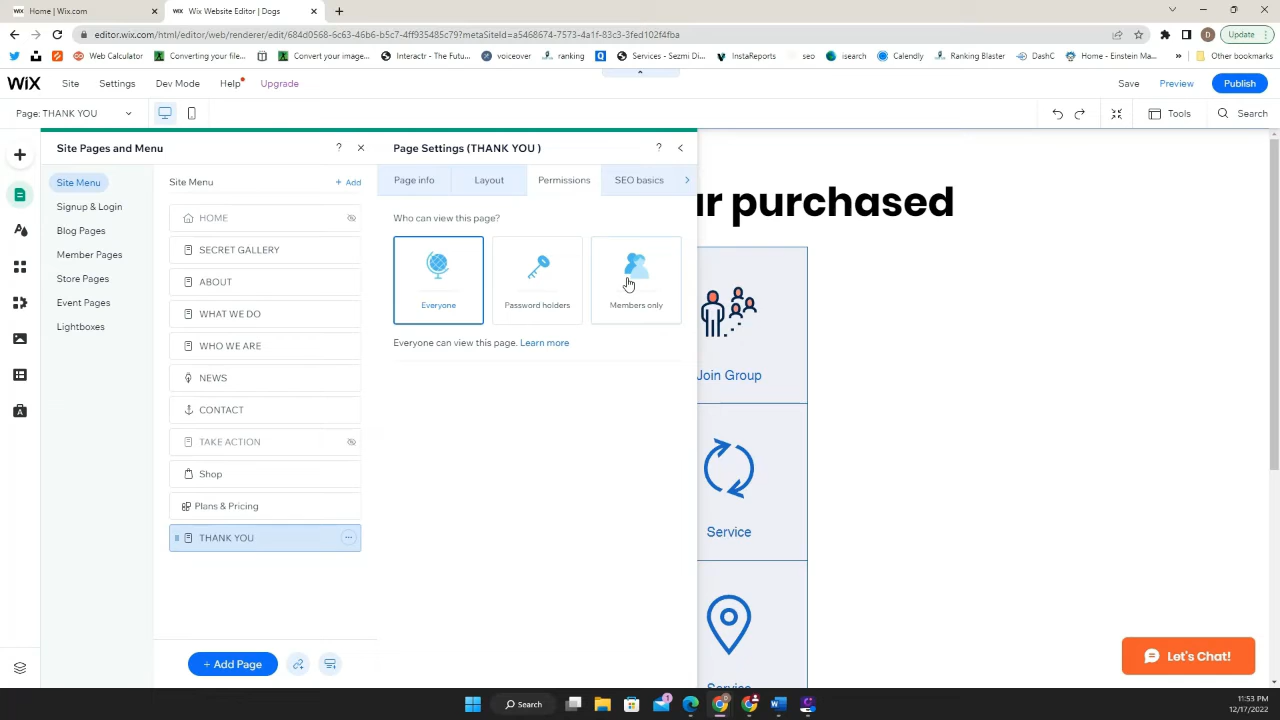 Home | Wix.com
Wix Website Editor | Dogs
editor.wix.com/html/editor/web/renderer/edit/684d0568-6c63-46b6-b5c7-4ff935485c79?metaSiteId=a5468674-7573-4a1f-83c3-3fed102f4fba
D
Update
Web Calculator
Converting your file...
Convert your image...
Interactr - The Futu...
voiceover
ranking
Services - Sezmi Di...
InstaReports
seo
isearch
Calendly
Ranking Blaster
DashC
Home - Einstein Ma...
Other bookmarks
WiX
Site
Settings
Dev Mode
Help
Upgrade
Save
Preview
Publish
Page: THANK YOU
Tools
Search
Site Pages and Menu
?
Page Settings (THANK YOU )
?
Site Menu
Signup & Login
Blog Pages
Member Pages
Store Pages
Event Pages
Lightboxes
Site Menu
+ Add
HOME
SECRET GALLERY
ABOUT
WHAT WE DO
WHO WE ARE
NEWS
CONTACT
TAKE ACTION
Shop
Plans & Pricing
THANK YOU
+ Add Page
Page info
Layout
Permissions
SEO basics
Who can view this page?
Everyone
Password holders
Members only
Everyone can view this page. Learn more
ur purchased
Join Group
Service
Let's Chat!
Search
11:53 PM
12/17/2022